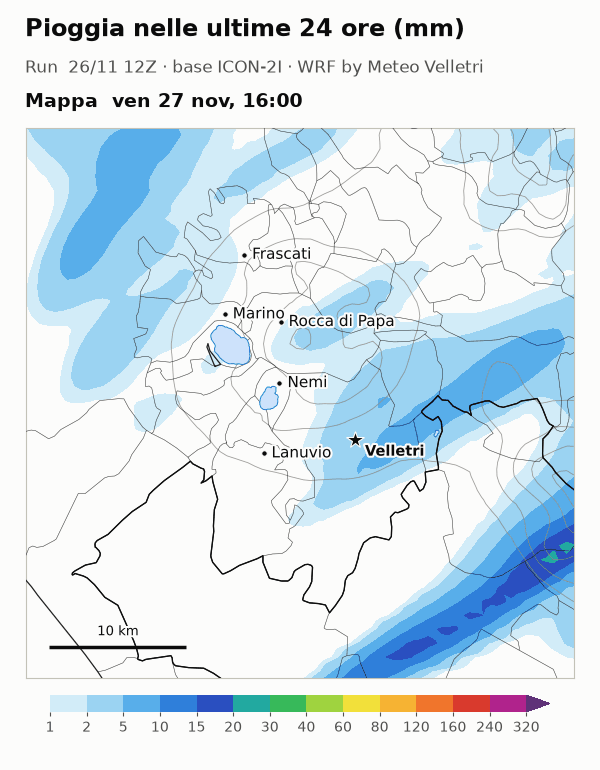 Pioggia nelle ultime 24 ore (mm)
Run  26/11 12Z · base ICON-2I · WRF by Meteo Velletri
Mappa  ven 27 nov, 16:00
Frascati
Marino
Rocca di Papa
Nemi
Velletri
Lanuvio
10 km
1 2 5 10 15 20 30 40 60 80 120 160 240 320